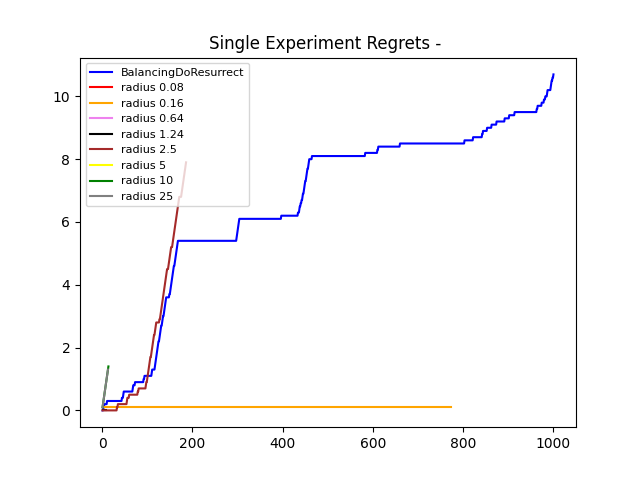 Single Experiment Regrets -
BalancingDoResurrect
radius 0.08
radius 0.16
radius 0.64
radius 1.24
radius 2.5
radius 5
radius 10
radius 25
10
8
6
4
2
0
0 200 400 600 800 1000